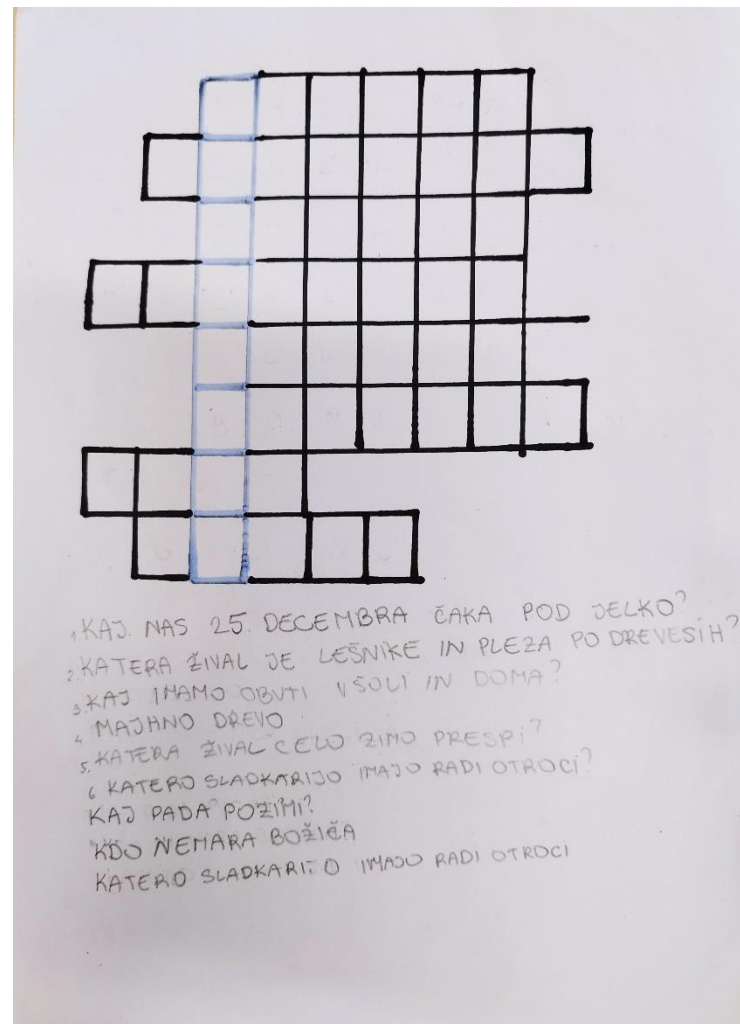 1. KAJ NAS 25. DECEMBRA ČAKA POD JELKO?
2. KATERA ŽIVAL JE LEŠNIKE IN PLEZA PO DREVESIH?
3. KAJ IMAMO OBUTI V ŠOLI IN DOMA?
4. MAJHNO DREVO
5. KATERA ŽIVAL CELO ZIMO PRESPI?
6 KATERO SLADKARIJO IMAJO RADI OTROCI?
KAJ PADA POZIMI?
KDO NEMARA BOŽIČA
KATERO SLADKARIJO IMAJO RADI OTROCI